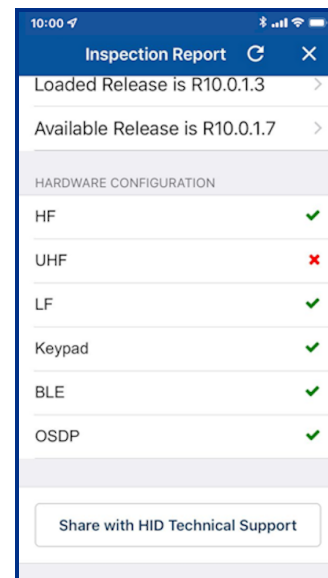 10:00
Inspection Report
Loaded Release is R10.0.1.3
Available Release is R10.0.1.7
HARDWARE CONFIGURATION
HF
UHF
LF
Keypad
BLE
OSDP
Share with HID Technical Support